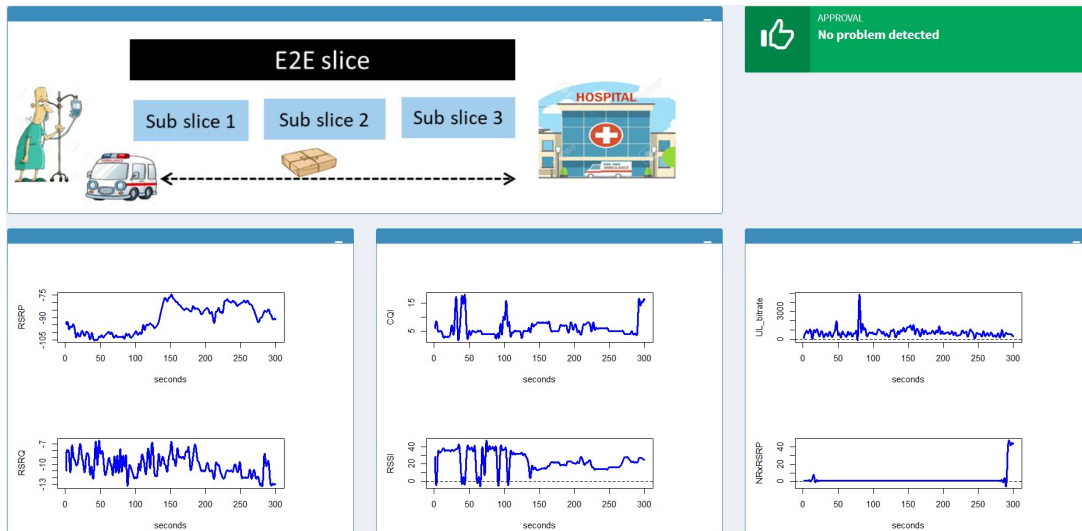 APPROVAL
No problem detected
E2E slice
Sub slice 1
Sub slice 2
Sub slice 3
HOSPITAL
AMBULANCE
RSRP
-75
-90
-105
0 50 100 150 200 250 300
seconds
CQI
15
5
0 50 100 150 200 250 300
seconds
UL_bitrate
3000
0
0 50 100 150 200 250 300
seconds
RSRQ
-7
-10
-13
0 50 100 150 200 250 300
seconds
RSSI
40
20
0
0 50 100 150 200 250 300
seconds
NRxRSRP
40
20
0
0 50 100 150 200 250 300
seconds